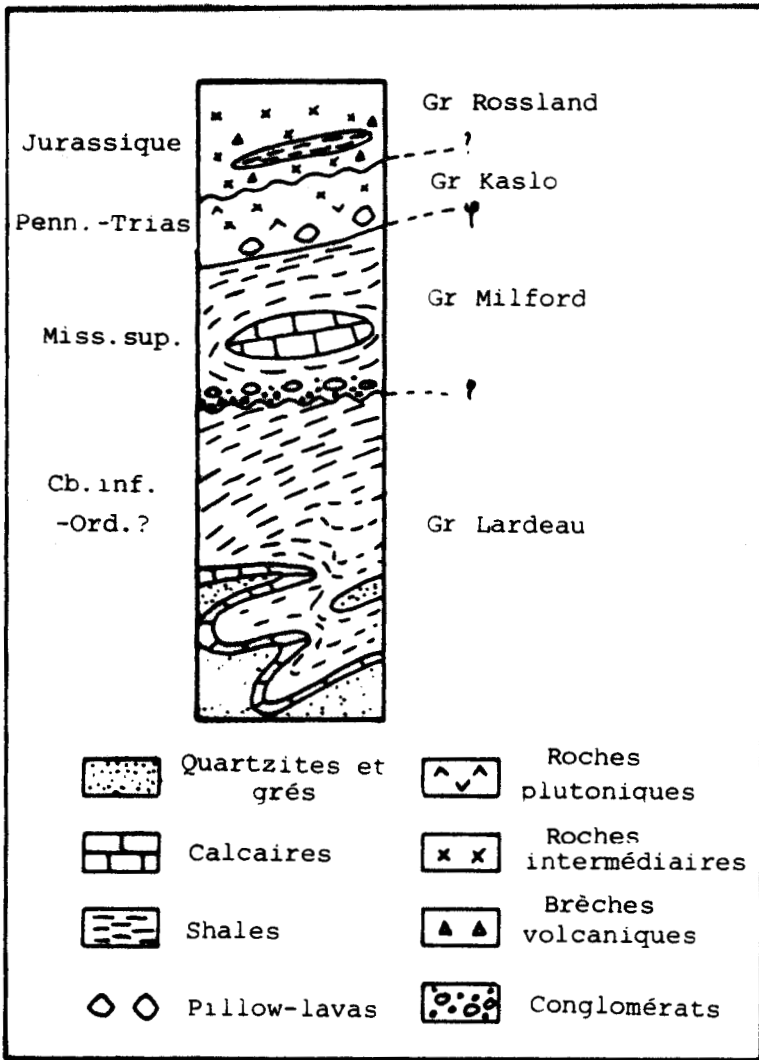 Gr Rossland
Jurassique
?
Gr Kaslo
Penn.-Trias
Gr Milford
Miss.sup.
Cb.inf.
-Ord.?
Gr Lardeau
Quartzites et
grés
Roches
plutoniques
Calcaires
Roches
intermédiaires
Shales
Brèches
volcaniques
Pillow-lavas
Conglomérats